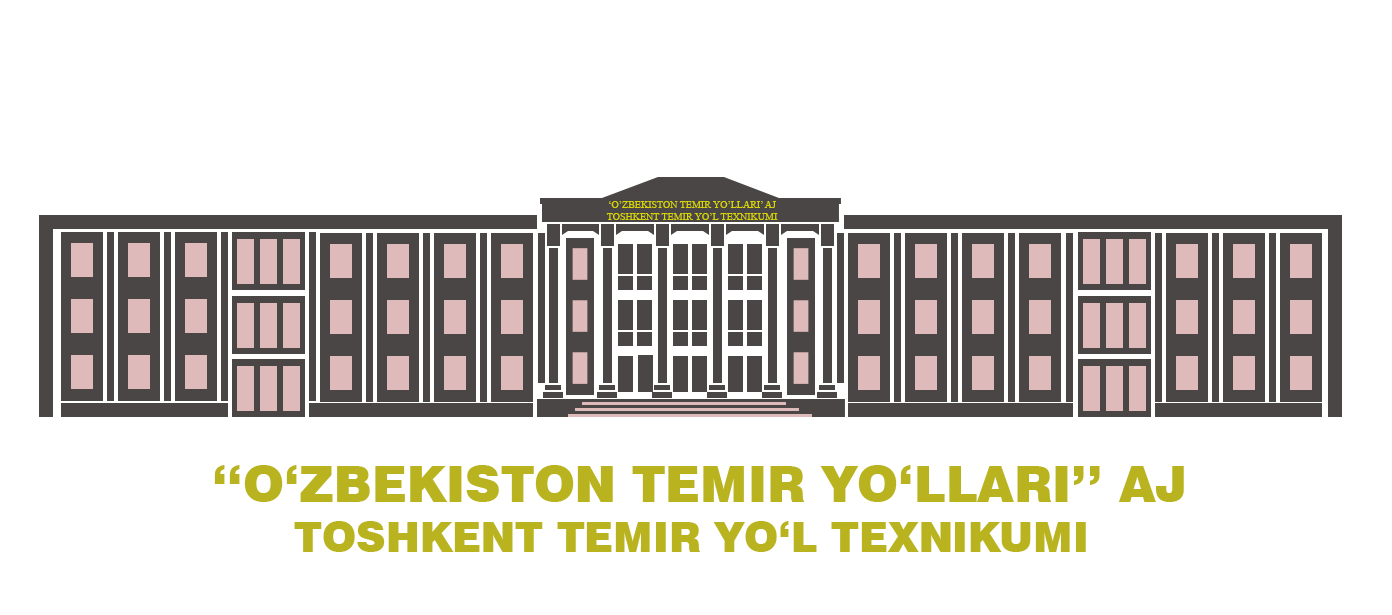 ‘O’ZBEKISTON TEMIR YO’LLARI’ AJ
TOSHKENT TEMIR YO’L TEXNIKUMI
‘‘O‘ZBEKISTON TEMIR YO‘LLARI’’ AJ
TOSHKENT TEMIR YO‘L TEXNIKUMI